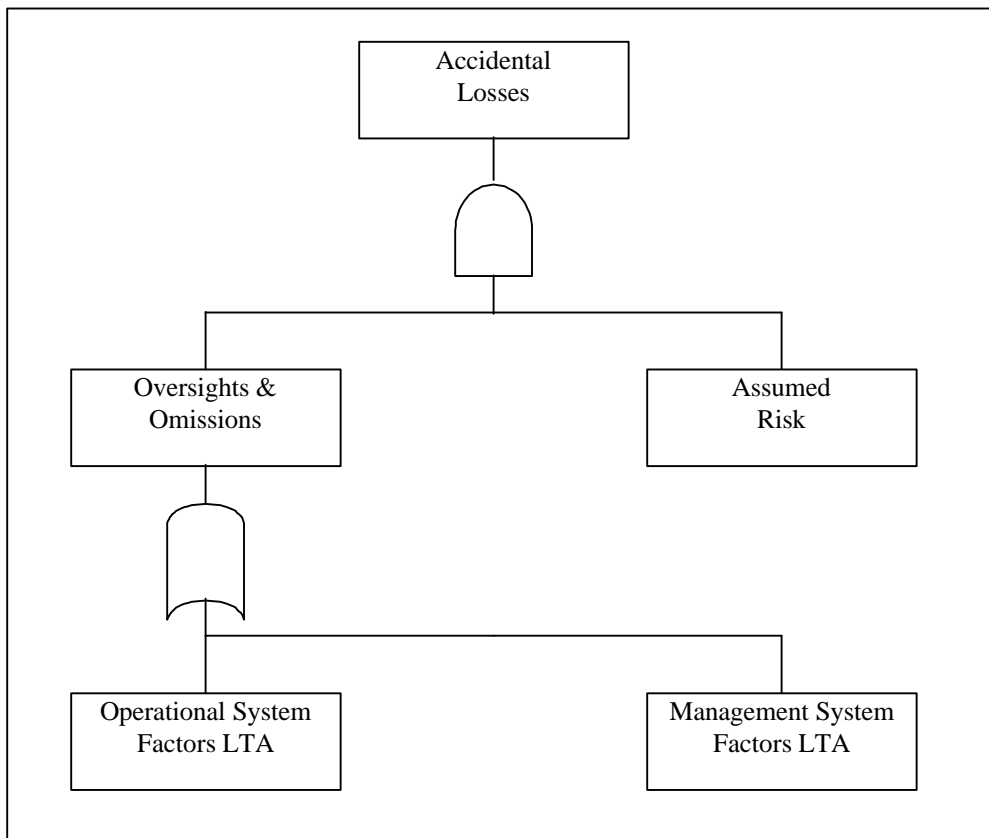 Accidental
Losses
Oversights &
Omissions
Assumed
Risk
Operational System
Factors LTA
Management System
Factors LTA